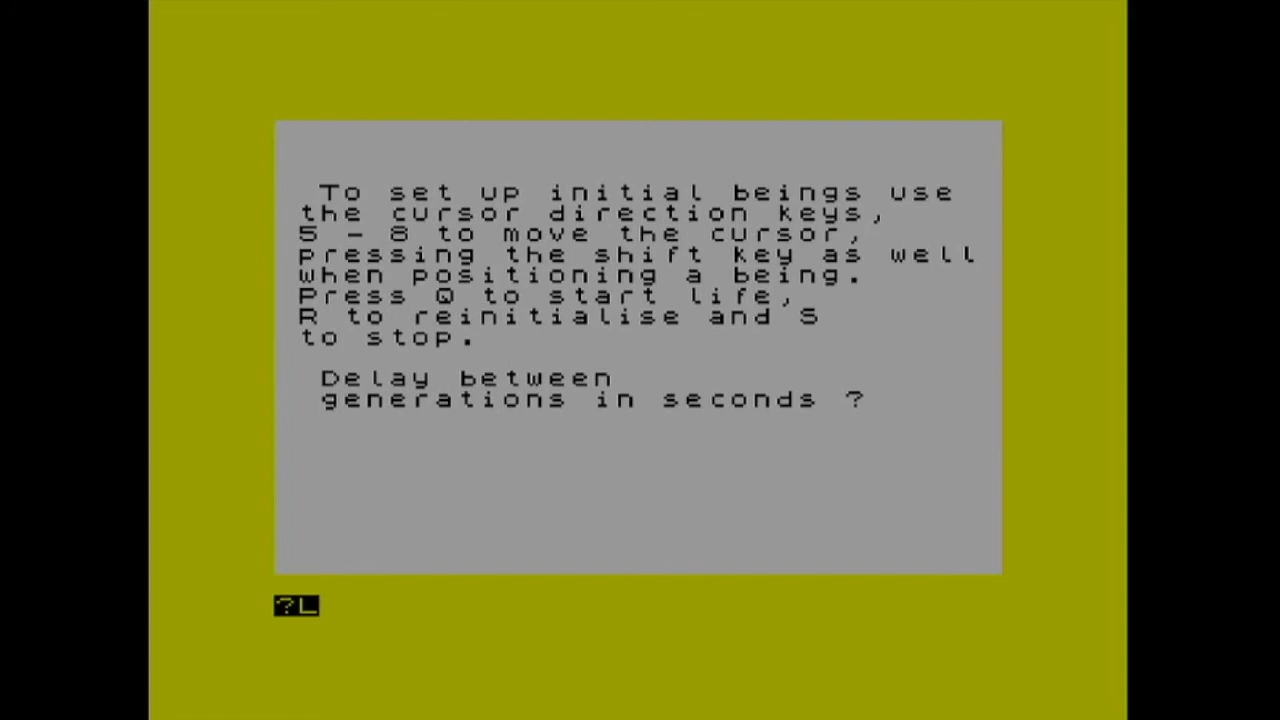 To set up initial beings use
the cursor direction keys,
5 - 8 to move the cursor,
pressing the shift key as well
when positioning a being.
Press Q to start life,
R to reinitialise and S
to stop.
Delay between
generations in seconds ?
?L